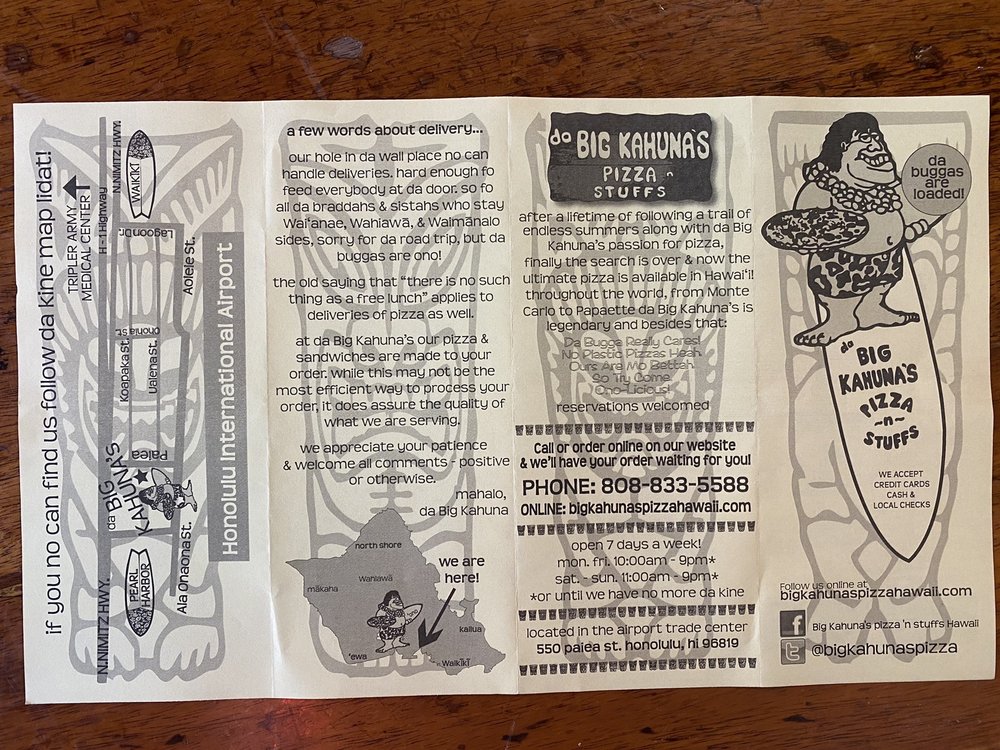 if you no can find us follow da kine map lidat!
TRIPLER ARMY
MEDICAL CENTER
H - 1 Highway
N.NIMITZ HWY.
N.NIMITZ HWY.
WAIKĪKĪ
PEARL
HARBOR
da BIG
KAHUNA'S
Lagoon Dr.
Ohohia st.
Koapaka st.
Ualena st.
Paiea
Aolele st.
Ala Onaona st.
Honolulu International Airport
a few words about delivery...
our hole in da wall place no can
handle deliveries. hard enough fo
feed everybody at da door. so fo
all da braddahs & sistahs who stay
Wai'anae, Wahiawā, & Waimānalo
sides, sorry for da road trip, but da
buggas are ono!
the old saying that "there is no such
thing as a free lunch" applies to
deliveries of pizza as well.
at da Big Kahuna's our pizza &
sandwiches are made to your
order. While this may not be the
most efficient way to process your
order, it does assure the quality of
what we are serving.
we appreciate your patience
& welcome all comments - positive
or otherwise.
mahalo,
da Big Kahuna
north shore
Wahiawā
mākaha
we are
here!
kailua
'ewa
Waikīkī
da BIG KAHUNA'S
PIZZA n
STUFFS
after a lifetime of following a trail of
endless summers along with da Big
Kahuna's passion for pizza,
finally the search is over & now the
ultimate pizza is available in Hawai'i!
throughout the world, from Monte
Carlo to Papaette da Big Kahuna's is
legendary and besides that:
Da Bugga Really Cares!
No Plastic Pizzas Heah
Ours Are Mo Bettah
So Try Come
(Ono-Licious)
reservations welcomed
Call or order online on our website
& we'll have your order waiting for you!
PHONE: 808-833-5588
ONLINE: bigkahunaspizzahawaii.com
open 7 days a week!
mon. fri. 10:00am - 9pm*
sat. - sun. 11:00am - 9pm*
*or until we have no more da kine
located in the airport trade center
550 paiea st. honolulu, hi 96819
da
buggas
are
loaded!
da BIG
KAHUNA'S
PIZZA
~n~
STUFFS
WE ACCEPT
CREDIT CARDS
CASH &
LOCAL CHECKS
Follow us online at
bigkahunaspizzahawaii.com
f Big Kahuna's pizza 'n stuffs Hawaii
t @bigkahunaspizza